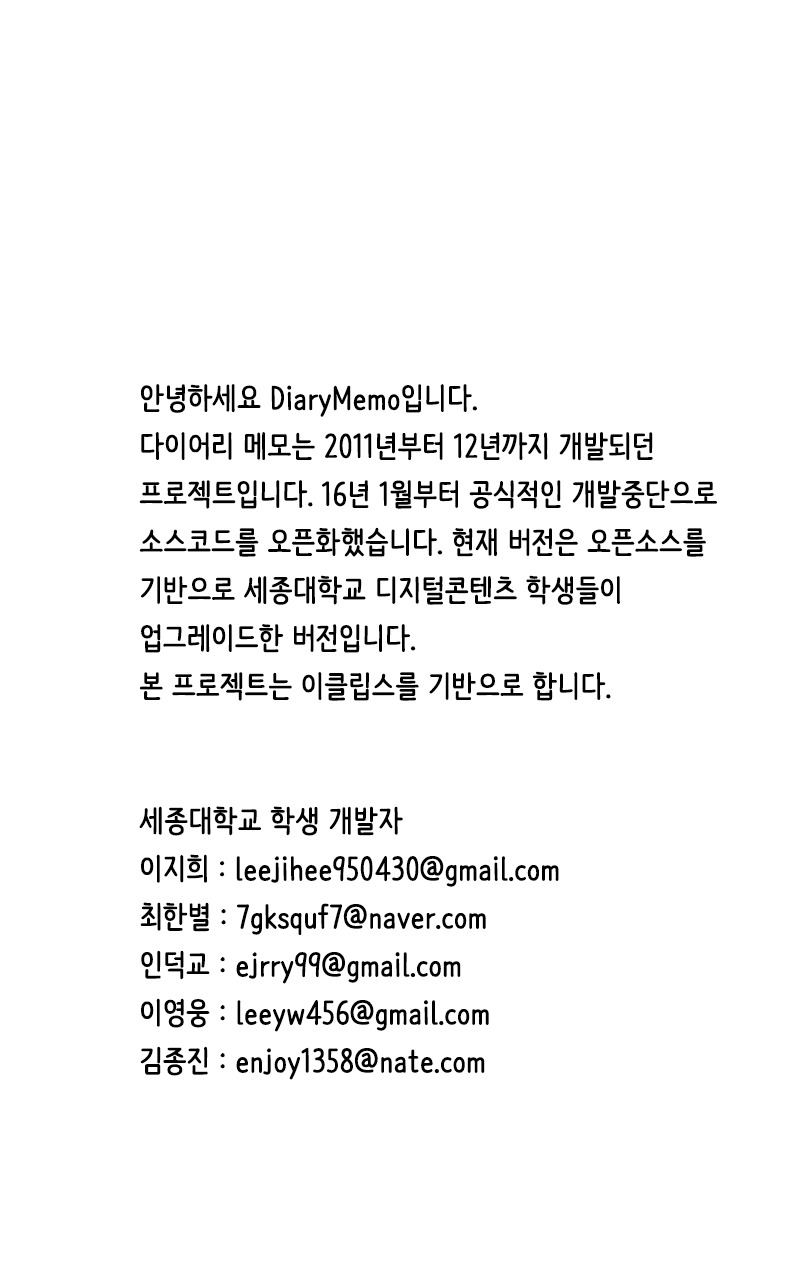 안녕하세요 DiaryMemo입니다.
다이어리 메모는 2011년부터 12년까지 개발되던
프로젝트입니다. 16년 1월부터 공식적인 개발중단으로
소스코드를 오픈화했습니다. 현재 버전은 오픈소스를
기반으로 세종대학교 디지털콘텐츠 학생들이
업그레이드한 버전입니다.
본 프로젝트는 이클립스를 기반으로 합니다.
세종대학교 학생 개발자
이지희 : leejihee950430@gmail.com
최한별 : 7gksquf7@naver.com
인덕교 : ejrry99@gmail.com
이영웅 : leeyw456@gmail.com
김종진 : enjoy1358@nate.com